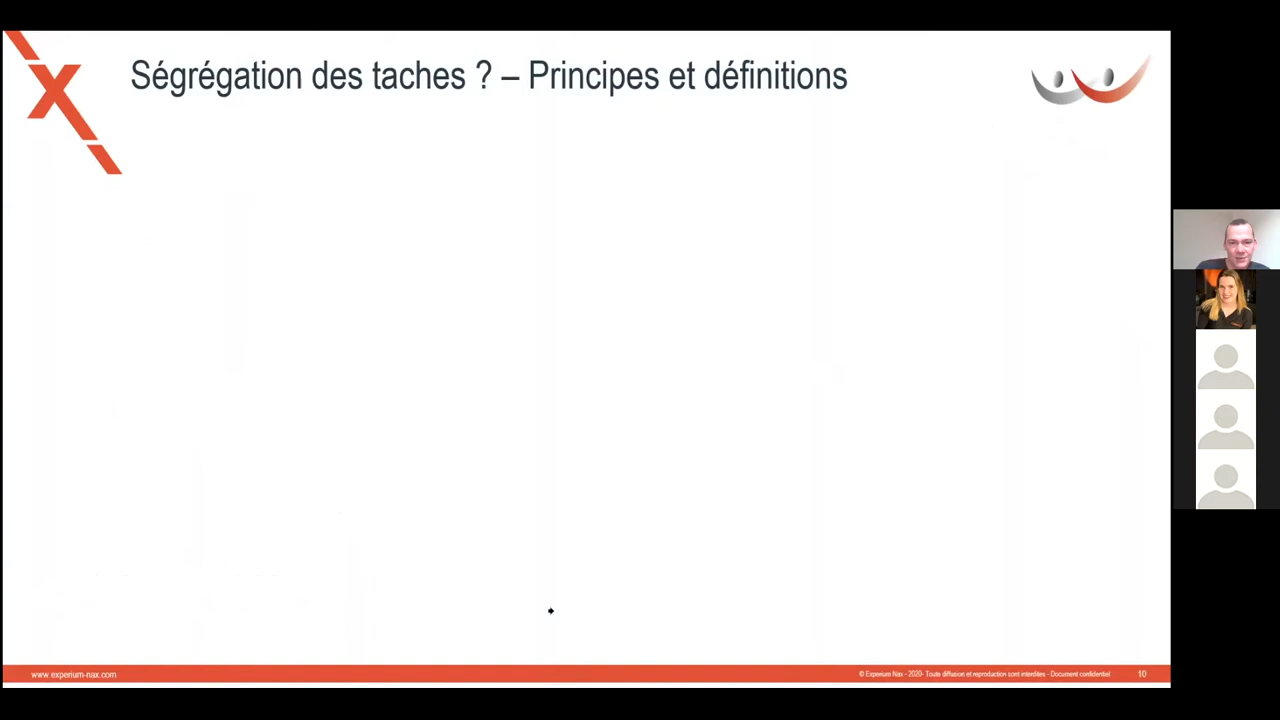 Ségrégation des taches ? – Principes et définitions
www.experium-nax.com
© Experium Nax - 2020- Toute diffusion et reproduction sont interdites - Document confidentiel
10